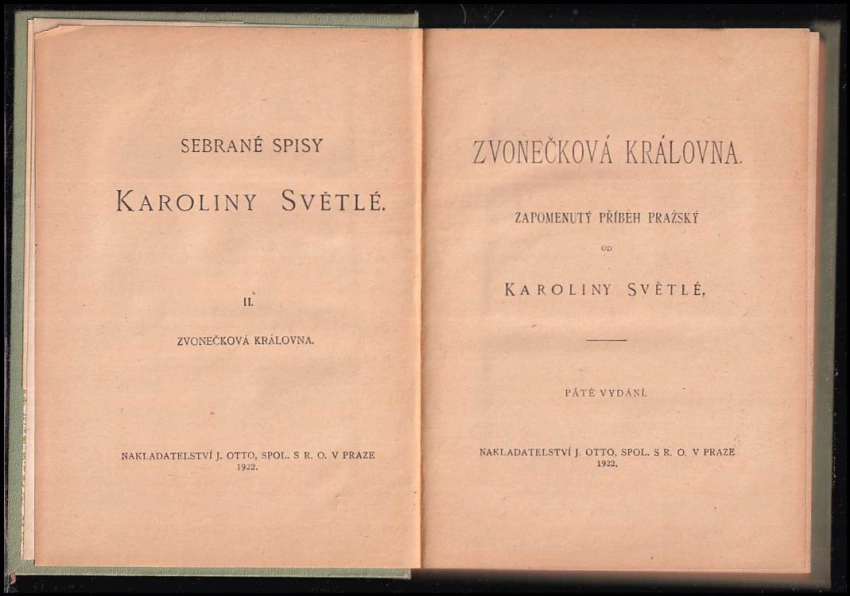 SEBRANÉ SPISY
KAROLINY SVĚTLÉ.
II.
ZVONEČKOVÁ KRÁLOVNA.
NAKLADATELSTVÍ J. OTTO, SPOL. S R. O. V PRAZE
1922.
ZVONEČKOVÁ KRÁLOVNA.
ZAPOMENUTÝ PŘÍBĚH PRAŽSKÝ
OD
KAROLINY SVĚTLÉ.
PÁTÉ VYDÁNÍ.
NAKLADATELSTVÍ J. OTTO, SPOL. S R. O. V PRAZE
1922.